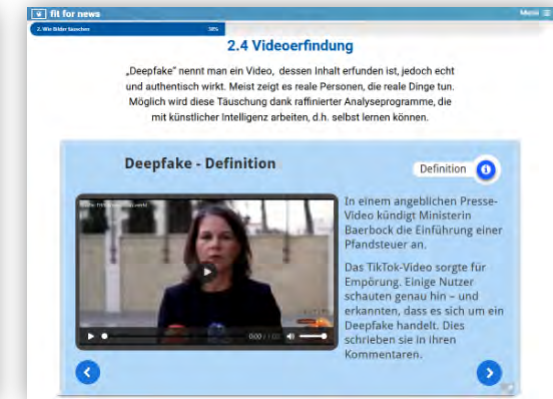 fit for news
Menü
2. Wie Bilder täuschen
38%
2.4 Videoerfindung
„Deepfake“ nennt man ein Video, dessen Inhalt erfunden ist, jedoch echt
und authentisch wirkt. Meist zeigt es reale Personen, die reale Dinge tun.
Möglich wird diese Täuschung dank raffinierter Analyseprogramme, die
mit künstlicher Intelligenz arbeiten, d.h. selbst lernen können.
Deepfake - Definition
Definition
In einem angeblichen Presse-
Video kündigt Ministerin
Baerbock die Einführung einer
Pfandsteuer an.
Das TikTok-Video sorgte für
Empörung. Einige Nutzer
schauten genau hin – und
erkannten, dass es sich um ein
Deepfake handelt. Dies
schrieben sie in ihren
Kommentaren.
0:00